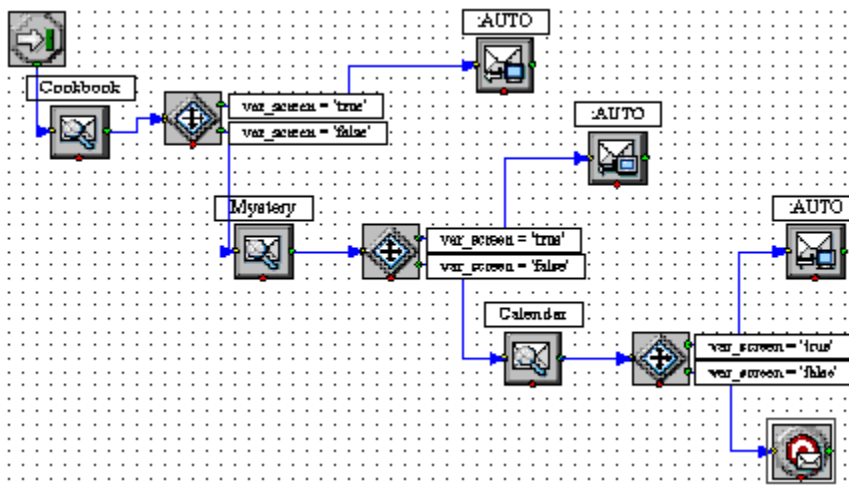 :AUTO
Cookbook
var_screen = 'true'
var_screen = 'false'
:AUTO
Mystery
var_screen = 'true'
var_screen = 'false'
:AUTO
Calendar
var_screen = 'true'
var_screen = 'false'